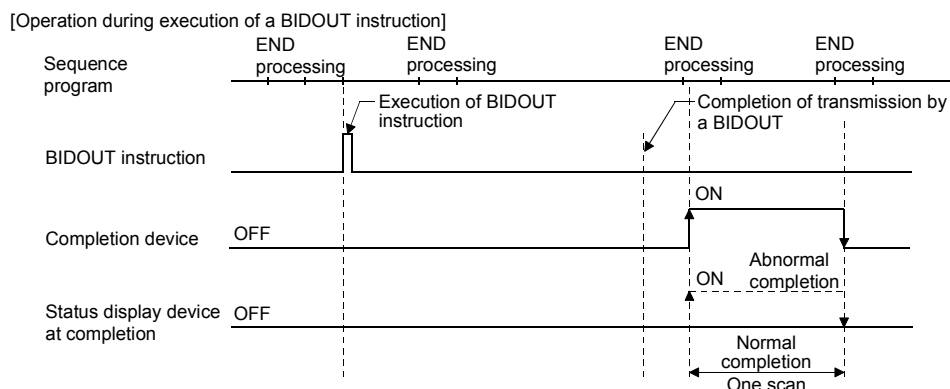 [Operation during execution of a BIDOUT instruction]
END
processing
END
processing
END
processing
END
processing
Sequence
program
Execution of BIDOUT
instruction
Completion of transmission by
a BIDOUT
BIDOUT instruction
ON
Completion device
OFF
Abnormal
completion
ON
Status display device
at completion
OFF
Normal
completion
One scan